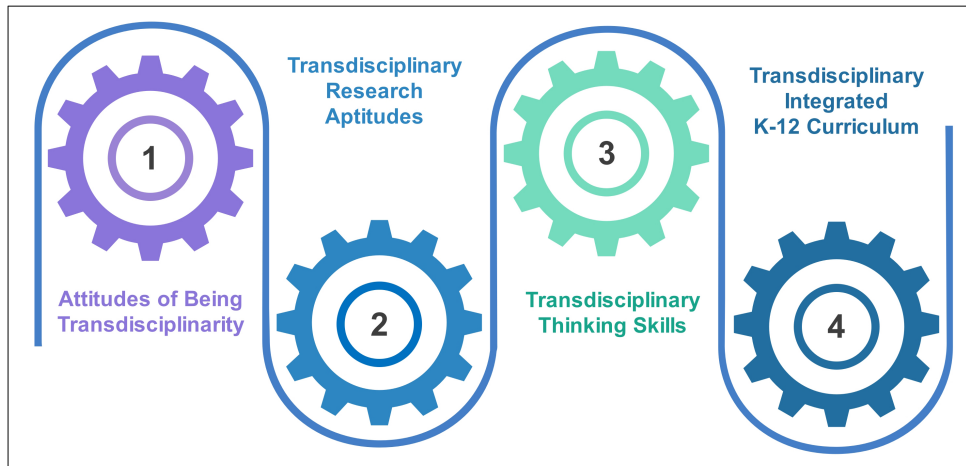 1
Attitudes of Being
Transdisciplinarity
Transdisciplinary
Research
Aptitudes
2
3
Transdisciplinary
Thinking Skills
Transdisciplinary
Integrated
K-12 Curriculum
4